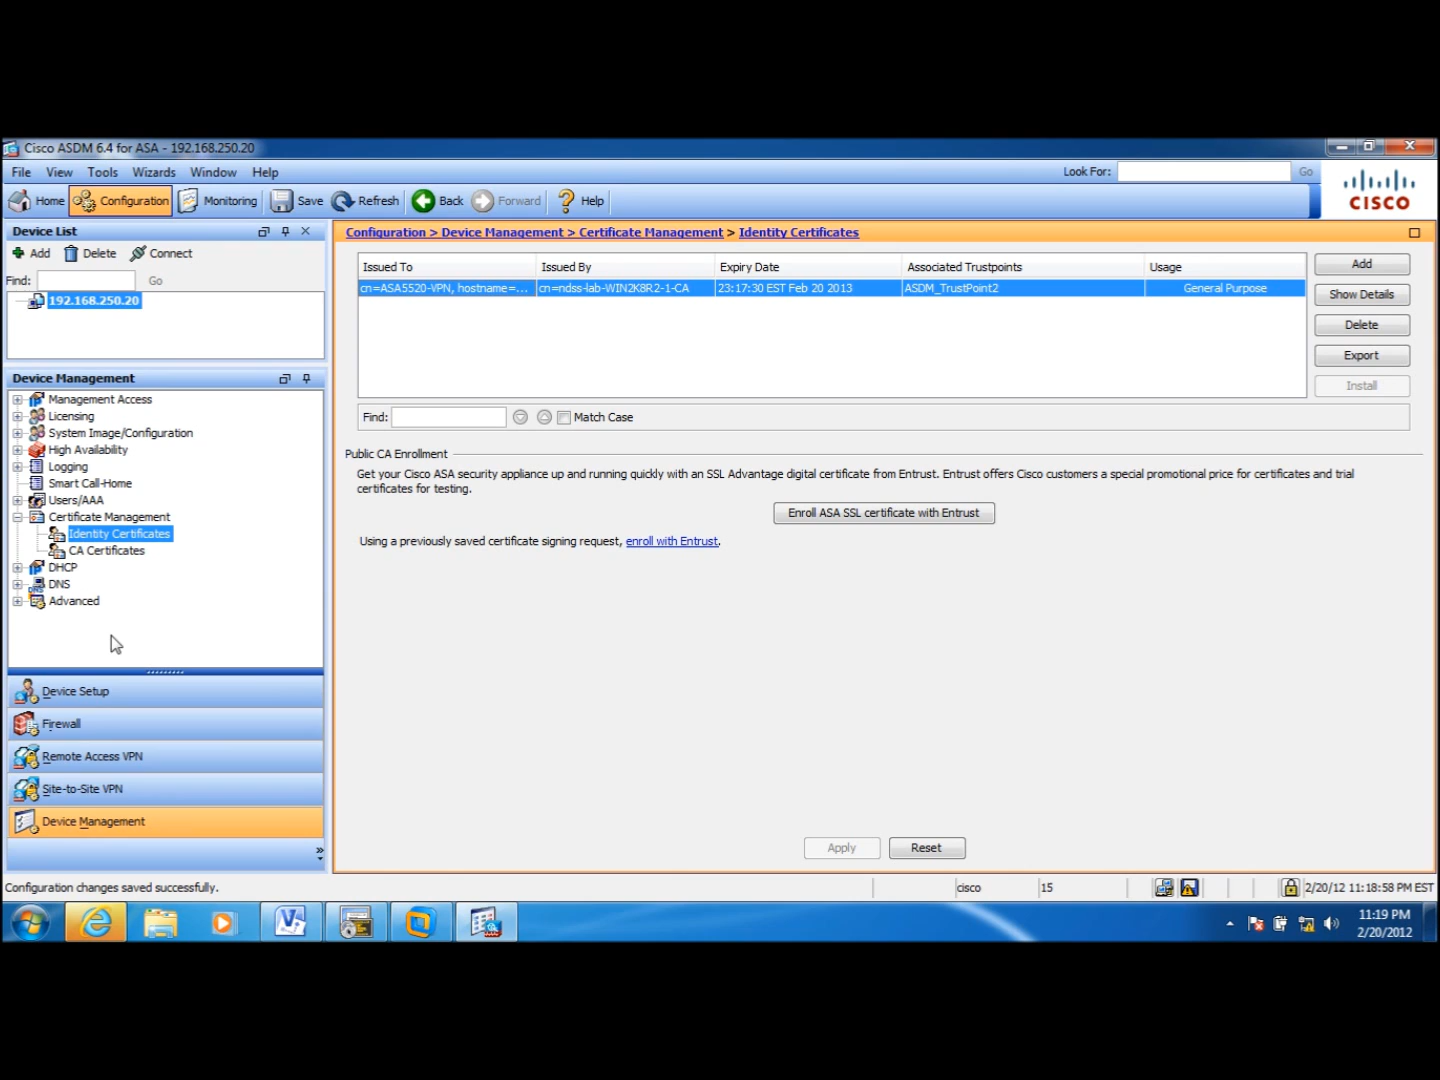 Cisco ASDM 6.4 for ASA - 192.168.250.20
File View Tools Wizards Window Help
Look For: Go
Home Configuration Monitoring Save Refresh Back Forward Help
CISCO
Device List
Add Delete Connect
Find: Go
192.168.250.20
Device Management
Management Access
Licensing
System Image/Configuration
High Availability
Logging
Smart Call-Home
Users/AAA
Certificate Management
Identity Certificates
CA Certificates
DHCP
DNS
Advanced
Device Setup
Firewall
Remote Access VPN
Site-to-Site VPN
Device Management
»
Configuration > Device Management > Certificate Management > Identity Certificates
Issued To Issued By Expiry Date Associated Trustpoints Usage
cn=ASA5520-VPN, hostname=... cn=ndss-lab-WIN2K8R2-1-CA 23:17:30 EST Feb 20 2013 ASDM_TrustPoint2 General Purpose
Add
Show Details
Delete
Export
Install
Find: Match Case
Public CA Enrollment
Get your Cisco ASA security appliance up and running quickly with an SSL Advantage digital certificate from Entrust. Entrust offers Cisco customers a special promotional price for certificates and trial
certificates for testing.
Enroll ASA SSL certificate with Entrust
Using a previously saved certificate signing request, enroll with Entrust.
Apply Reset
Configuration changes saved successfully.
cisco 15 2/20/12 11:18:58 PM EST
11:19 PM
2/20/2012